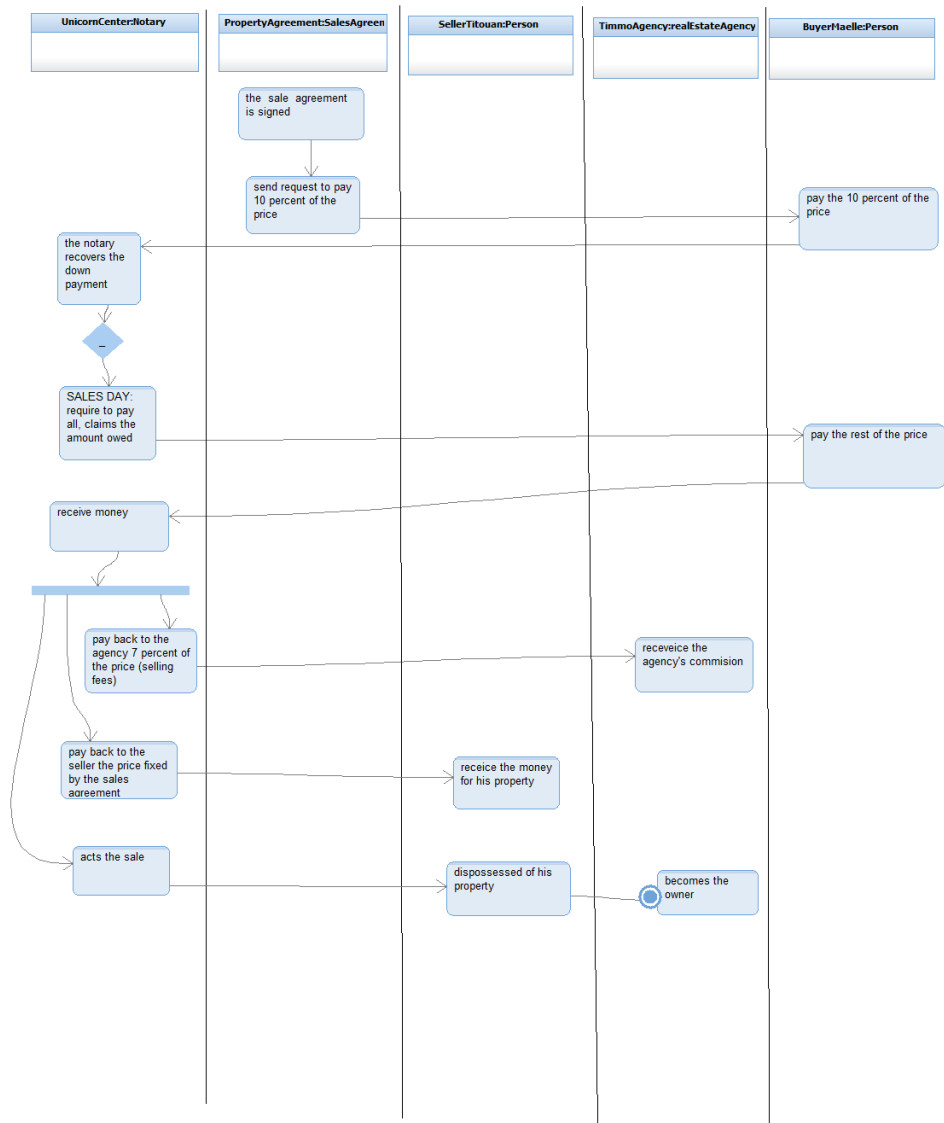 UnicornCenter:Notary
PropertyAgreement:SalesAgreen
SellerTitouan:Person
TimmoAgency:realEstateAgency
BuyerMaelle:Person
the sale agreement
is signed
send request to pay
10 percent of the
price
pay the 10 percent of the
price
the notary
recovers the
down
payment
SALES DAY:
require to pay
all, claims the
amount owed
pay the rest of the price
receive money
pay back to the
agency 7 percent of
the price (selling
fees)
receveice the
agency's commision
pay back to the
seller the price fixed
by the sales
agreement
receice the money
for his property
acts the sale
dispossessed of his
property
becomes the
owner